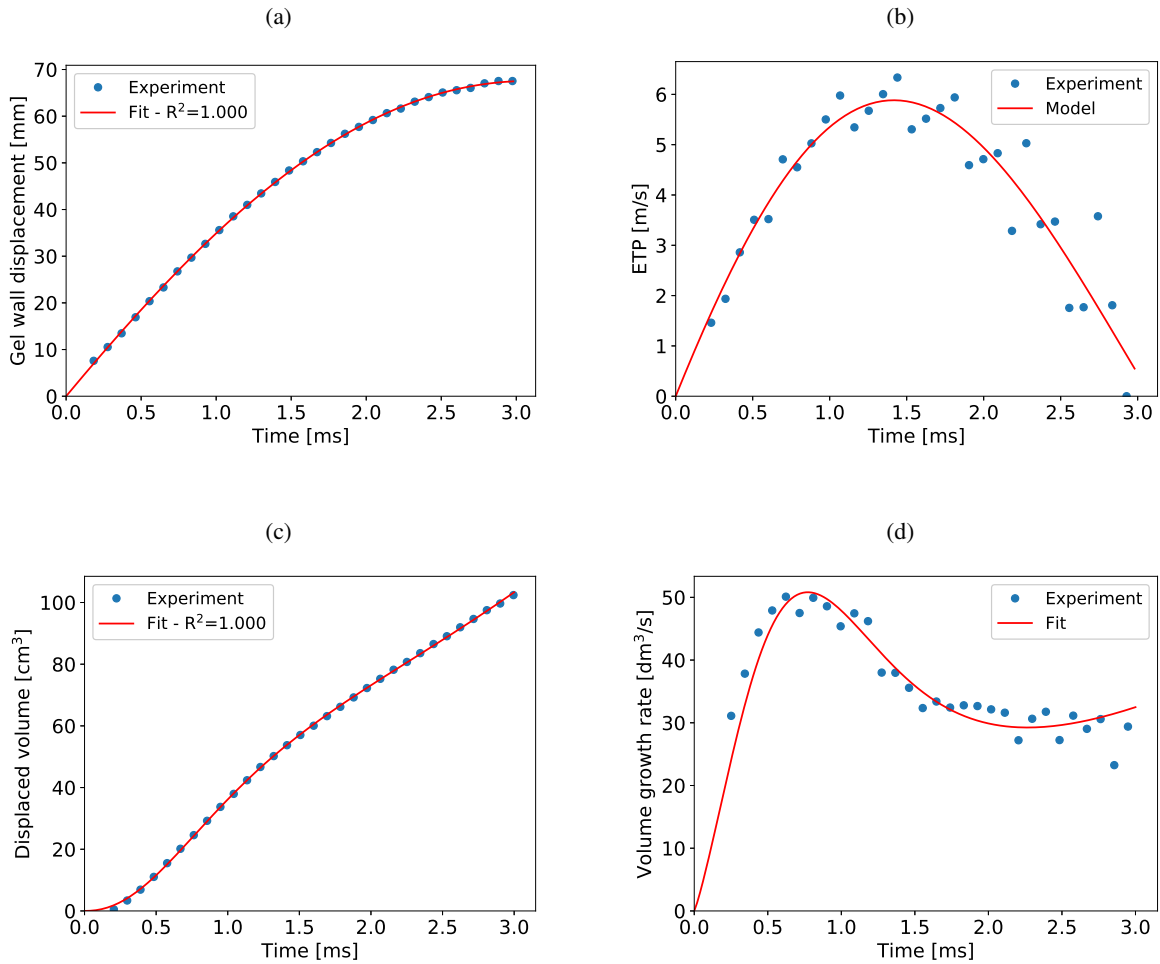 (a)
70
60
50
40
30
20
10
0
Gel wall displacement [mm]
Experiment
Fit - R²=1.000
0.0 0.5 1.0 1.5 2.0 2.5 3.0
Time [ms]
(b)
6
5
4
3
2
1
0
ETP [m/s]
Experiment
Model
0.0 0.5 1.0 1.5 2.0 2.5 3.0
Time [ms]
(c)
100
80
60
40
20
0
Displaced volume [cm³]
Experiment
Fit - R²=1.000
0.0 0.5 1.0 1.5 2.0 2.5 3.0
Time [ms]
(d)
50
40
30
20
10
0
Volume growth rate [dm³/s]
Experiment
Fit
0.0 0.5 1.0 1.5 2.0 2.5 3.0
Time [ms]